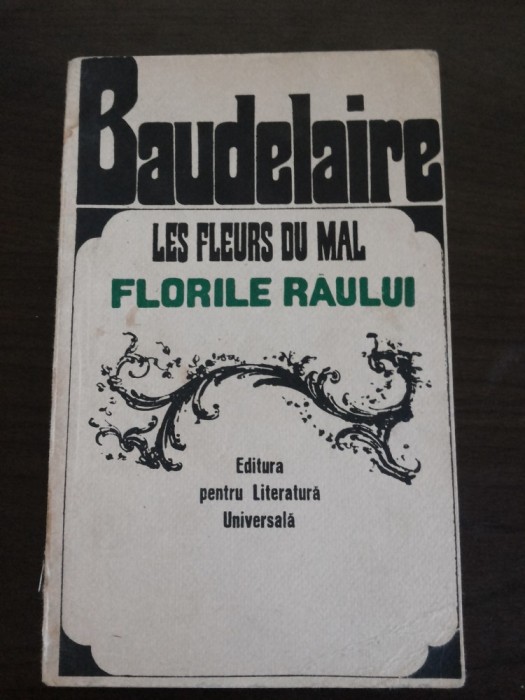 Baudelaire
LES FLEURS DU MAL
FLORILE RĂULUI
Editura
pentru Literatură
Universală